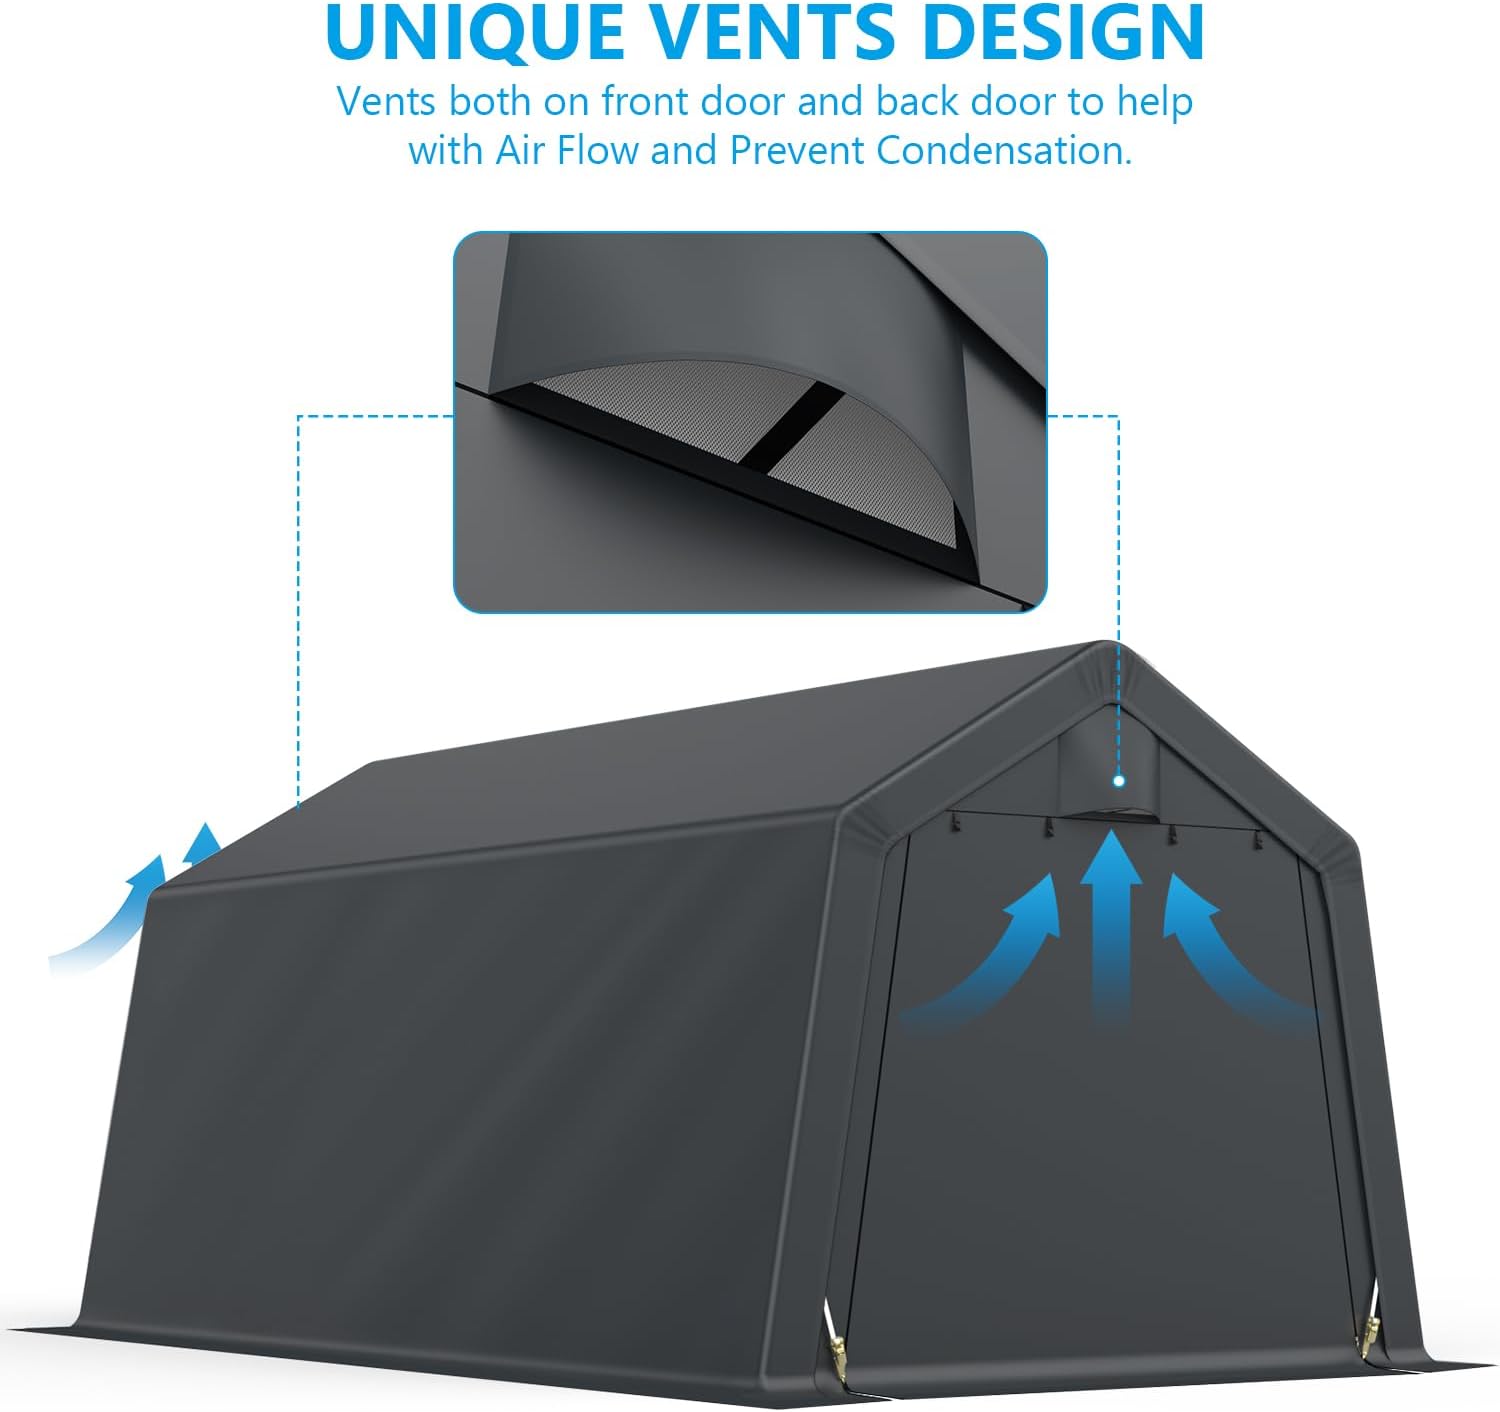 UNIQUE VENTS DESIGN
Vents both on front door and back door to help
with Air Flow and Prevent Condensation.